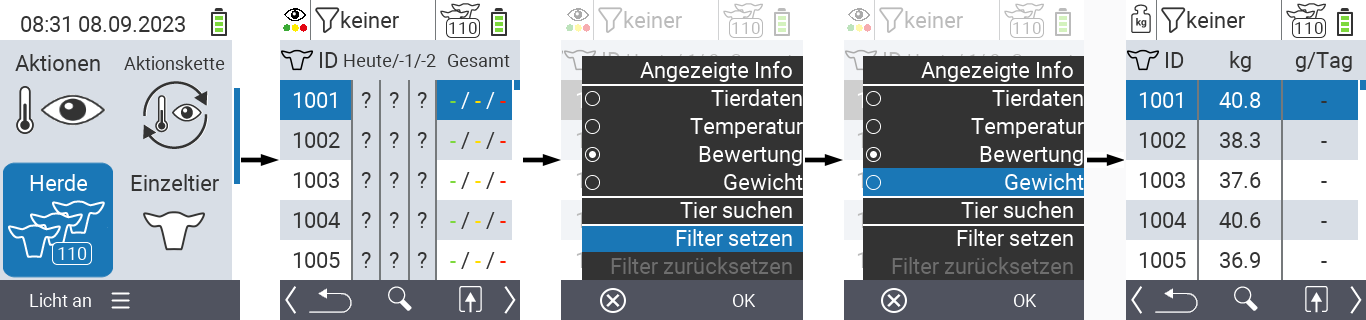 08:31 08.09.2023
Aktionen
Aktionskette
Herde
110
Einzeltier
Licht an
keiner
110
ID Heute/-1/-2 Gesamt
1001 ? ? ? - / - / -
1002 ? ? ? - / - / -
1003 ? ? ? - / - / -
1004 ? ? ? - / - / -
1005 ? ? ? - / - / -
keiner
110
Angezeigte Info
Tierdaten
Temperatur
Bewertung
Gewicht
Tier suchen
Filter setzen
Filter zurücksetzen
OK
keiner
110
Angezeigte Info
Tierdaten
Temperatur
Bewertung
Gewicht
Tier suchen
Filter setzen
Filter zurücksetzen
OK
kg
keiner
110
ID kg g/Tag
1001 40.8 -
1002 38.3 -
1003 37.6 -
1004 40.6 -
1005 36.9 -